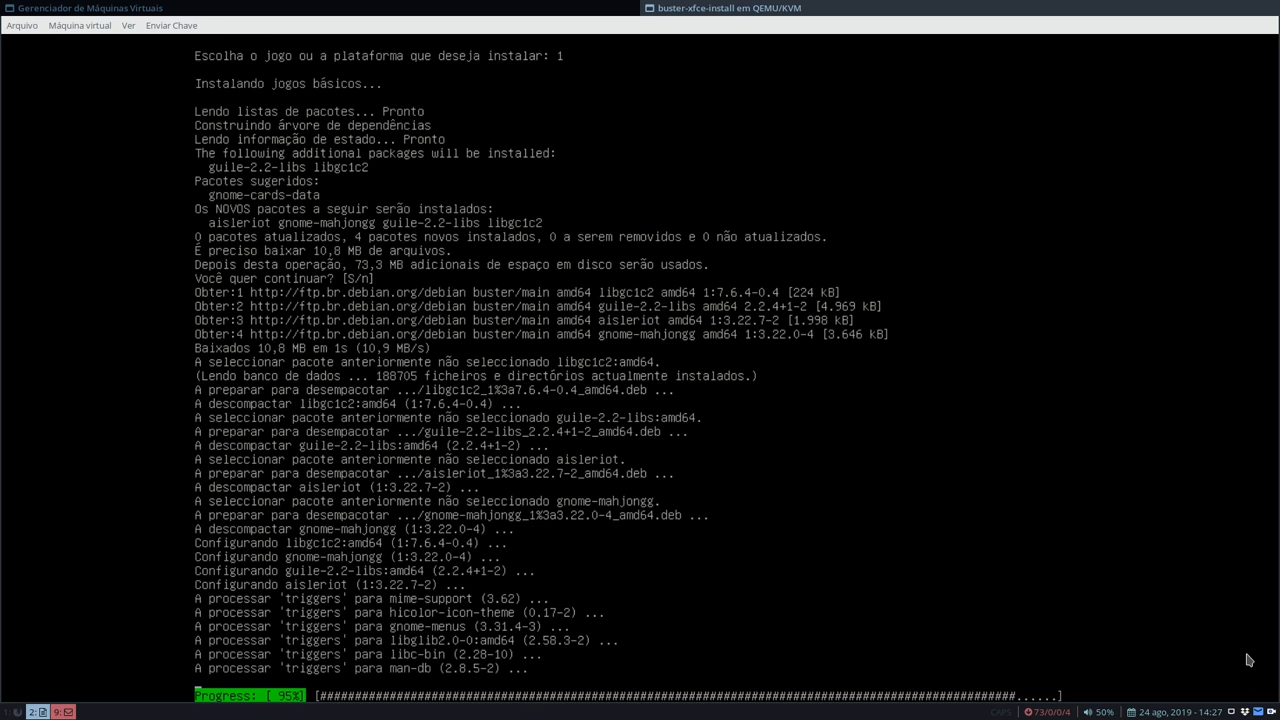 Gerenciador de Máquinas Virtuais
buster-xfce-install em QEMU/KVM
Arquivo Máquina virtual Ver Enviar Chave
Escolha o jogo ou a plataforma que deseja instalar: 1
Instalando jogos básicos...
Lendo listas de pacotes... Pronto
Construindo árvore de dependências
Lendo informação de estado... Pronto
The following additional packages will be installed:
guile-2.2-libs libgc1c2
Pacotes sugeridos:
gnome-cards-data
Os NOVOS pacotes a seguir serão instalados:
aisleriot gnome-mahjongg guile-2.2-libs libgc1c2
0 pacotes atualizados, 4 pacotes novos instalados, 0 a serem removidos e 0 não atualizados.
É preciso baixar 10,8 MB de arquivos.
Depois desta operação, 73,3 MB adicionais de espaço em disco serão usados.
Você quer continuar? [S/n]
Obter:1 http://ftp.br.debian.org/debian buster/main amd64 libgc1c2 amd64 1:7.6.4-0.4 [224 kB]
Obter:2 http://ftp.br.debian.org/debian buster/main amd64 guile-2.2-libs amd64 2.2.4+1-2 [4.969 kB]
Obter:3 http://ftp.br.debian.org/debian buster/main amd64 aisleriot amd64 1:3.22.7-2 [1.998 kB]
Obter:4 http://ftp.br.debian.org/debian buster/main amd64 gnome-mahjongg amd64 1:3.22.0-4 [3.646 kB]
Baixados 10,8 MB em 1s (10,9 MB/s)
A seleccionar pacote anteriormente não seleccionado libgc1c2:amd64.
(Lendo banco de dados ... 188705 ficheiros e directórios actualmente instalados.)
A preparar para desempacotar .../libgc1c2_1%3a7.6.4-0.4_amd64.deb ...
A descompactar libgc1c2:amd64 (1:7.6.4-0.4) ...
A seleccionar pacote anteriormente não seleccionado guile-2.2-libs:amd64.
A preparar para desempacotar .../guile-2.2-libs_2.2.4+1-2_amd64.deb ...
A descompactar guile-2.2-libs:amd64 (2.2.4+1-2) ...
A seleccionar pacote anteriormente não seleccionado aisleriot.
A preparar para desempacotar .../aisleriot_1%3a3.22.7-2_amd64.deb ...
A descompactar aisleriot (1:3.22.7-2) ...
A seleccionar pacote anteriormente não seleccionado gnome-mahjongg.
A preparar para desempacotar .../gnome-mahjongg_1%3a3.22.0-4_amd64.deb ...
A descompactar gnome-mahjongg (1:3.22.0-4) ...
Configurando libgc1c2:amd64 (1:7.6.4-0.4) ...
Configurando gnome-mahjongg (1:3.22.0-4) ...
Configurando guile-2.2-libs:amd64 (2.2.4+1-2) ...
Configurando aisleriot (1:3.22.7-2) ...
A processar 'triggers' para mime-support (3.62) ...
A processar 'triggers' para hicolor-icon-theme (0.17-2) ...
A processar 'triggers' para gnome-menus (3.31.4-3) ...
A processar 'triggers' para libglib2.0-0:amd64 (2.58.3-2) ...
A processar 'triggers' para libc-bin (2.28-10) ...
A processar 'triggers' para man-db (2.8.5-2) ...
Progress: [ 95%] [####################################################################################################......]
1: 2: 9: CAPS 73/0/0/4 50% 24 ago, 2019 - 14:27